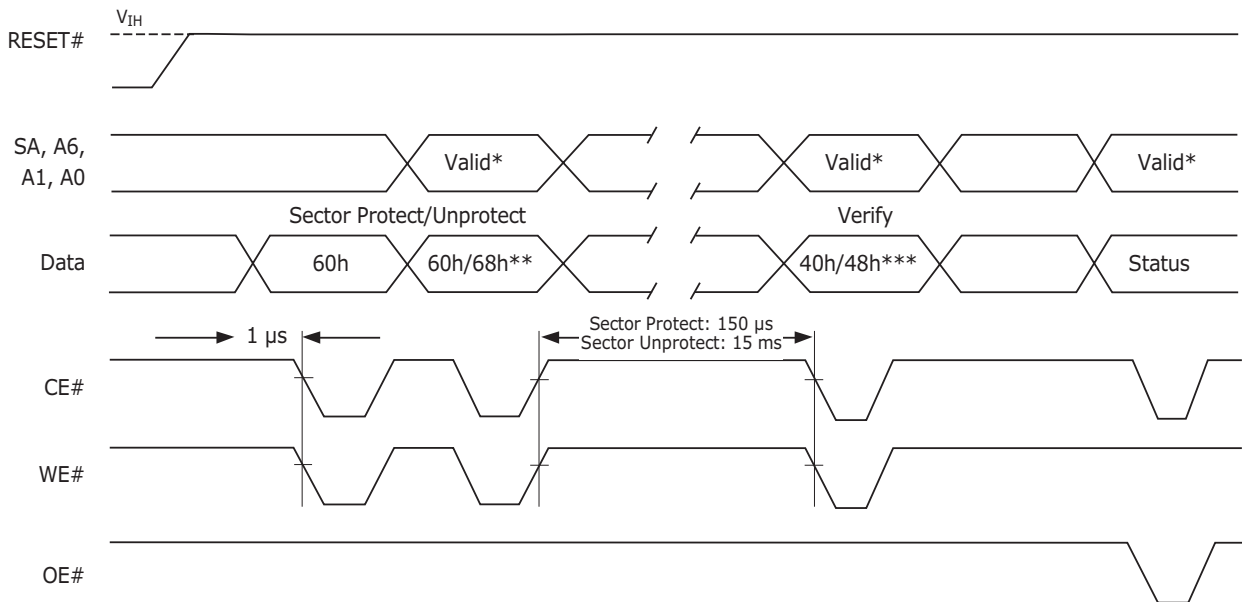 VIH
RESET#
SA, A6,
A1, A0
Valid*
Valid*
Valid*
Sector Protect/Unprotect
Verify
Data
60h
60h/68h**
40h/48h***
Status
1 µs
Sector Protect: 150 µs
Sector Unprotect: 15 ms
CE#
WE#
OE#